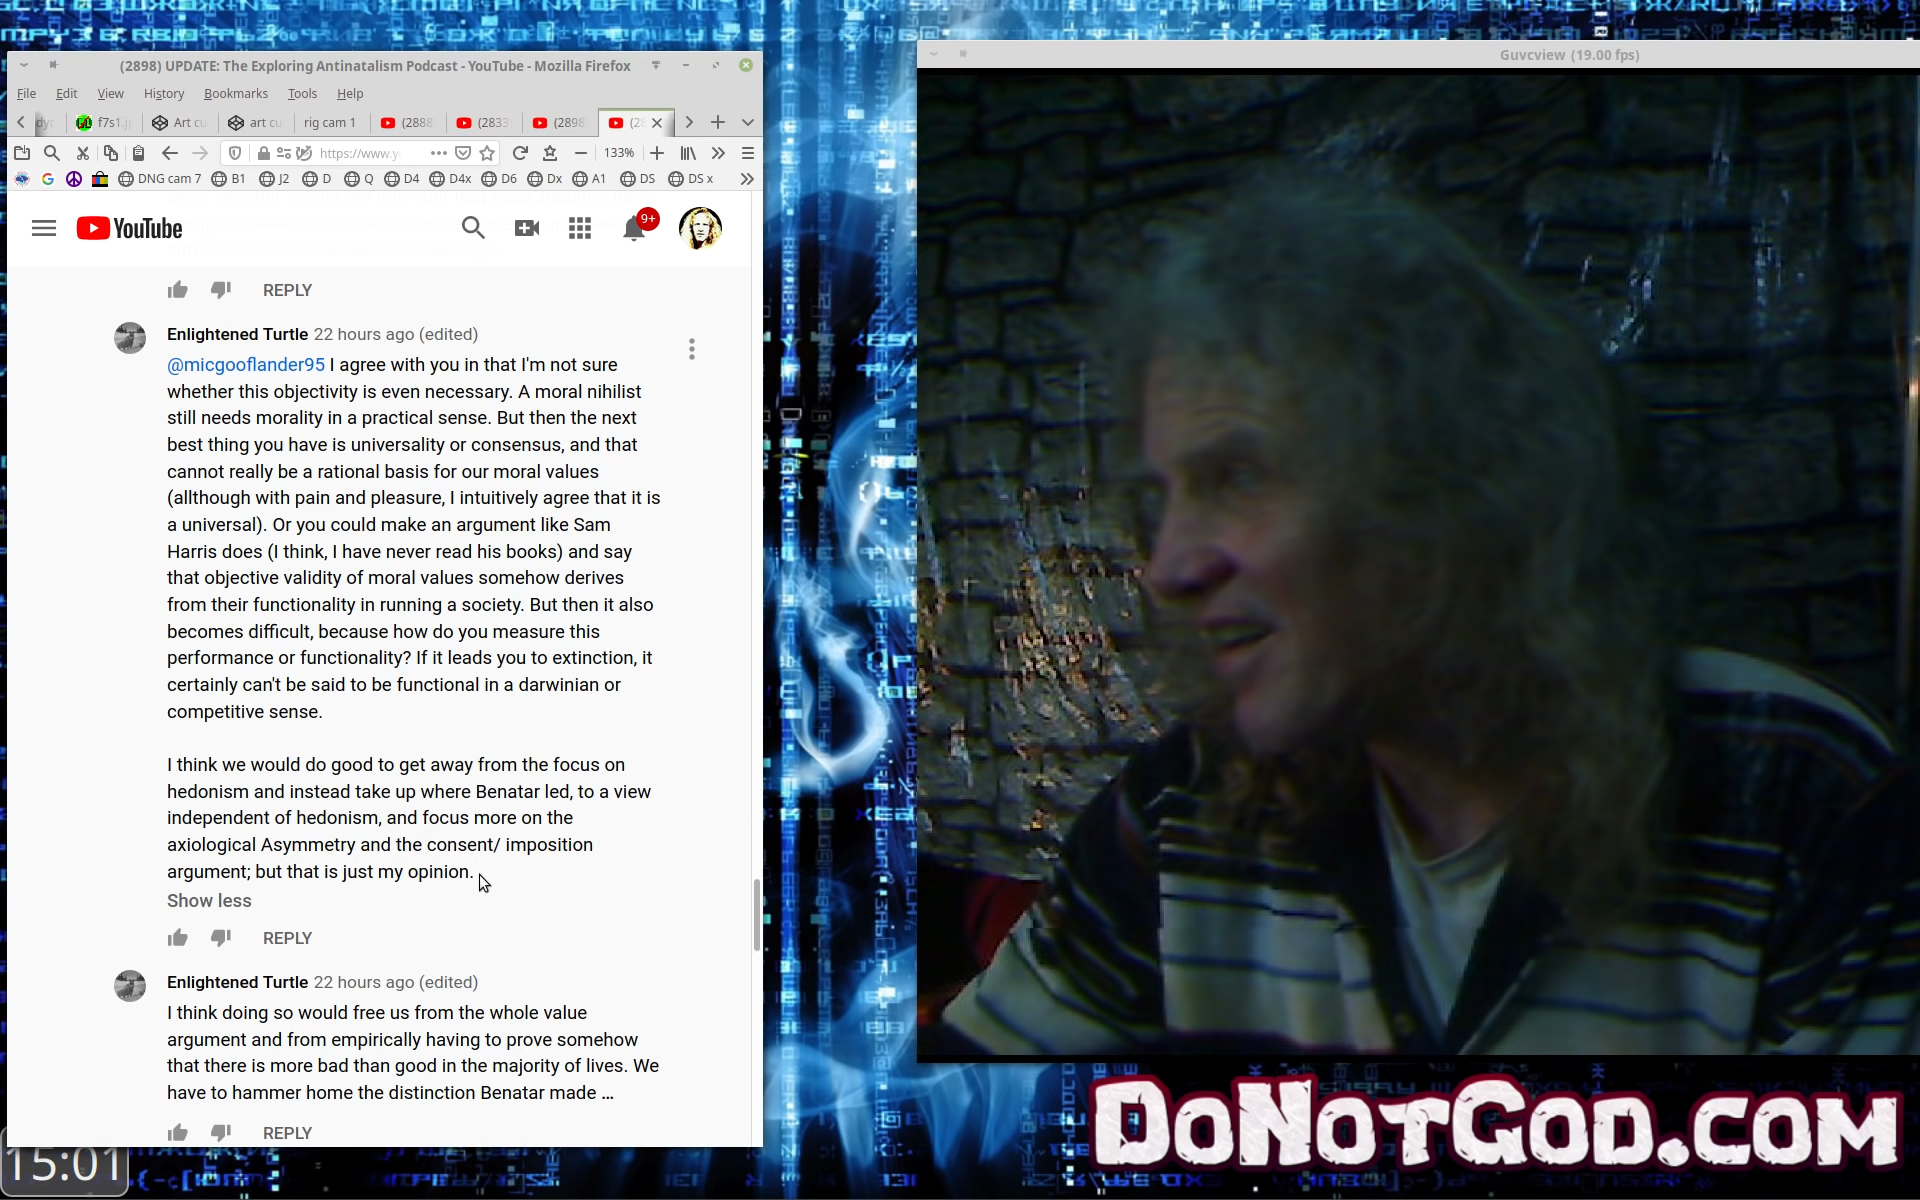 (2898) UPDATE: The Exploring Antinatalism Podcast - YouTube - Mozilla Firefox
File Edit View History Bookmarks Tools Help
f7s1.j Art cu art cu rig cam 1 (2888 (2833 (2898 (28
https://www.y 133%
DNG cam 7 B1 J2 D Q D4 D4x D6 Dx A1 DS DS x
YouTube 9+
REPLY
Enlightened Turtle 22 hours ago (edited)
@micgooflander95 I agree with you in that I'm not sure
whether this objectivity is even necessary. A moral nihilist
still needs morality in a practical sense. But then the next
best thing you have is universality or consensus, and that
cannot really be a rational basis for our moral values
(allthough with pain and pleasure, I intuitively agree that it is
a universal). Or you could make an argument like Sam
Harris does (I think, I have never read his books) and say
that objective validity of moral values somehow derives
from their functionality in running a society. But then it also
becomes difficult, because how do you measure this
performance or functionality? If it leads you to extinction, it
certainly can't be said to be functional in a darwinian or
competitive sense.
I think we would do good to get away from the focus on
hedonism and instead take up where Benatar led, to a view
independent of hedonism, and focus more on the
axiological Asymmetry and the consent/ imposition
argument; but that is just my opinion.
Show less
REPLY
Enlightened Turtle 22 hours ago (edited)
I think doing so would free us from the whole value
argument and from empirically having to prove somehow
that there is more bad than good in the majority of lives. We
have to hammer home the distinction Benatar made ...
REPLY
15:01
Guvcview (19.00 fps)
DoNotGod.com